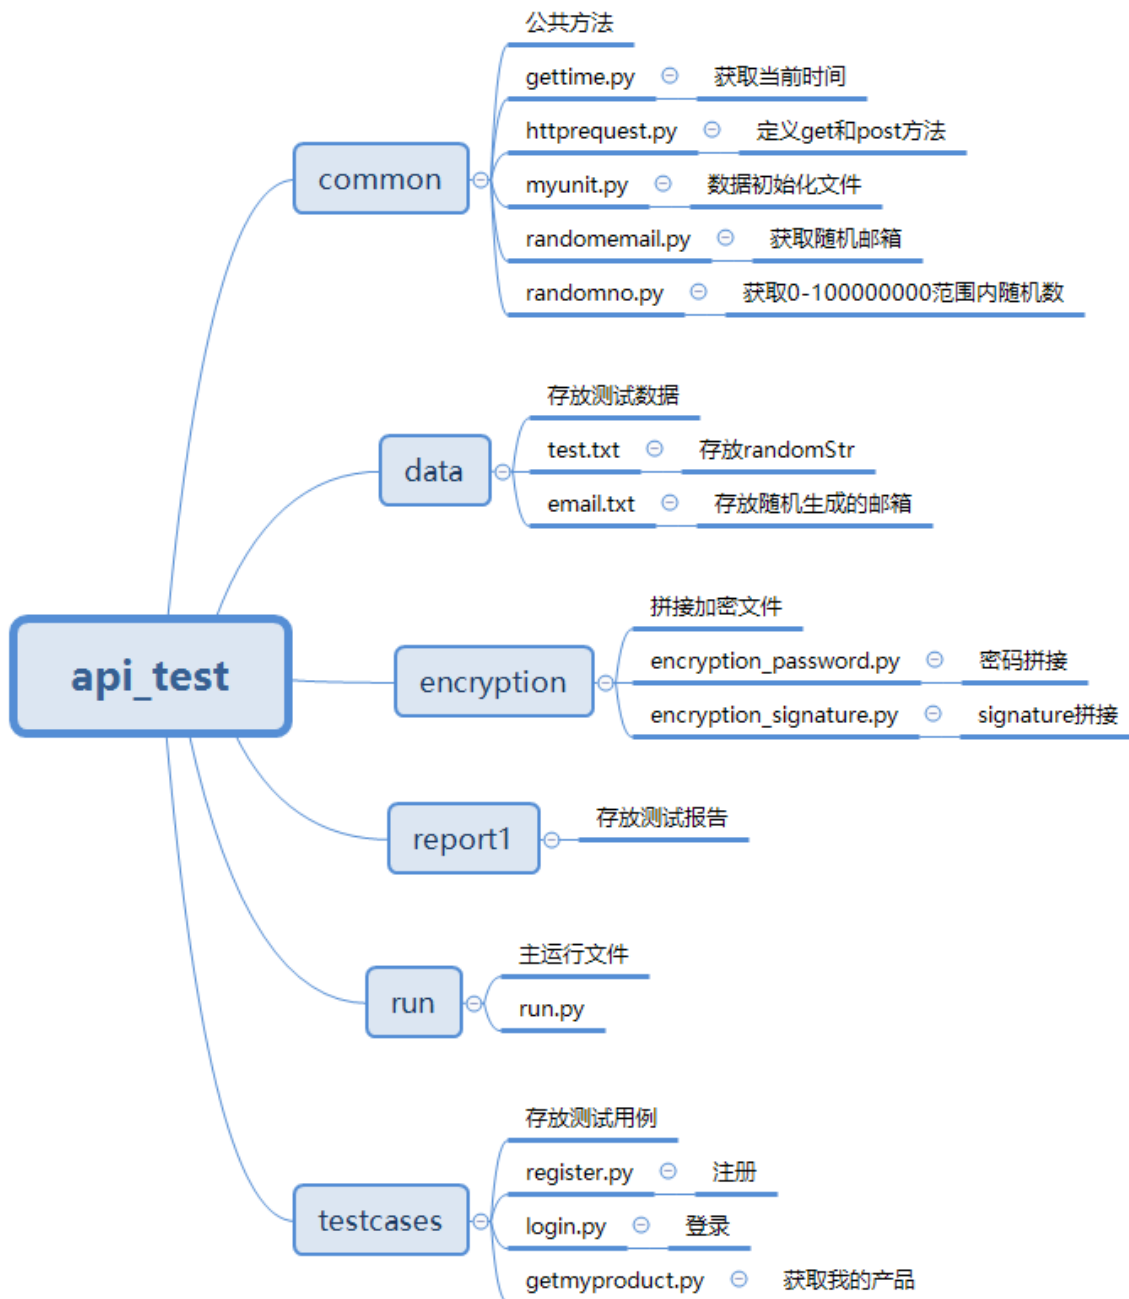 公共方法
gettime.py 获取当前时间
httprequest.py 定义get和post方法
common
myunit.py 数据初始化文件
randomemail.py 获取随机邮箱
randomno.py 获取0-100000000范围内随机数
存放测试数据
data
test.txt 存放randomStr
email.txt 存放随机生成的邮箱
拼接加密文件
api_test
encryption
encryption_password.py 密码拼接
encryption_signature.py signature拼接
report1
存放测试报告
主运行文件
run
run.py
存放测试用例
register.py 注册
testcases
login.py 登录
getmyproduct.py 获取我的产品